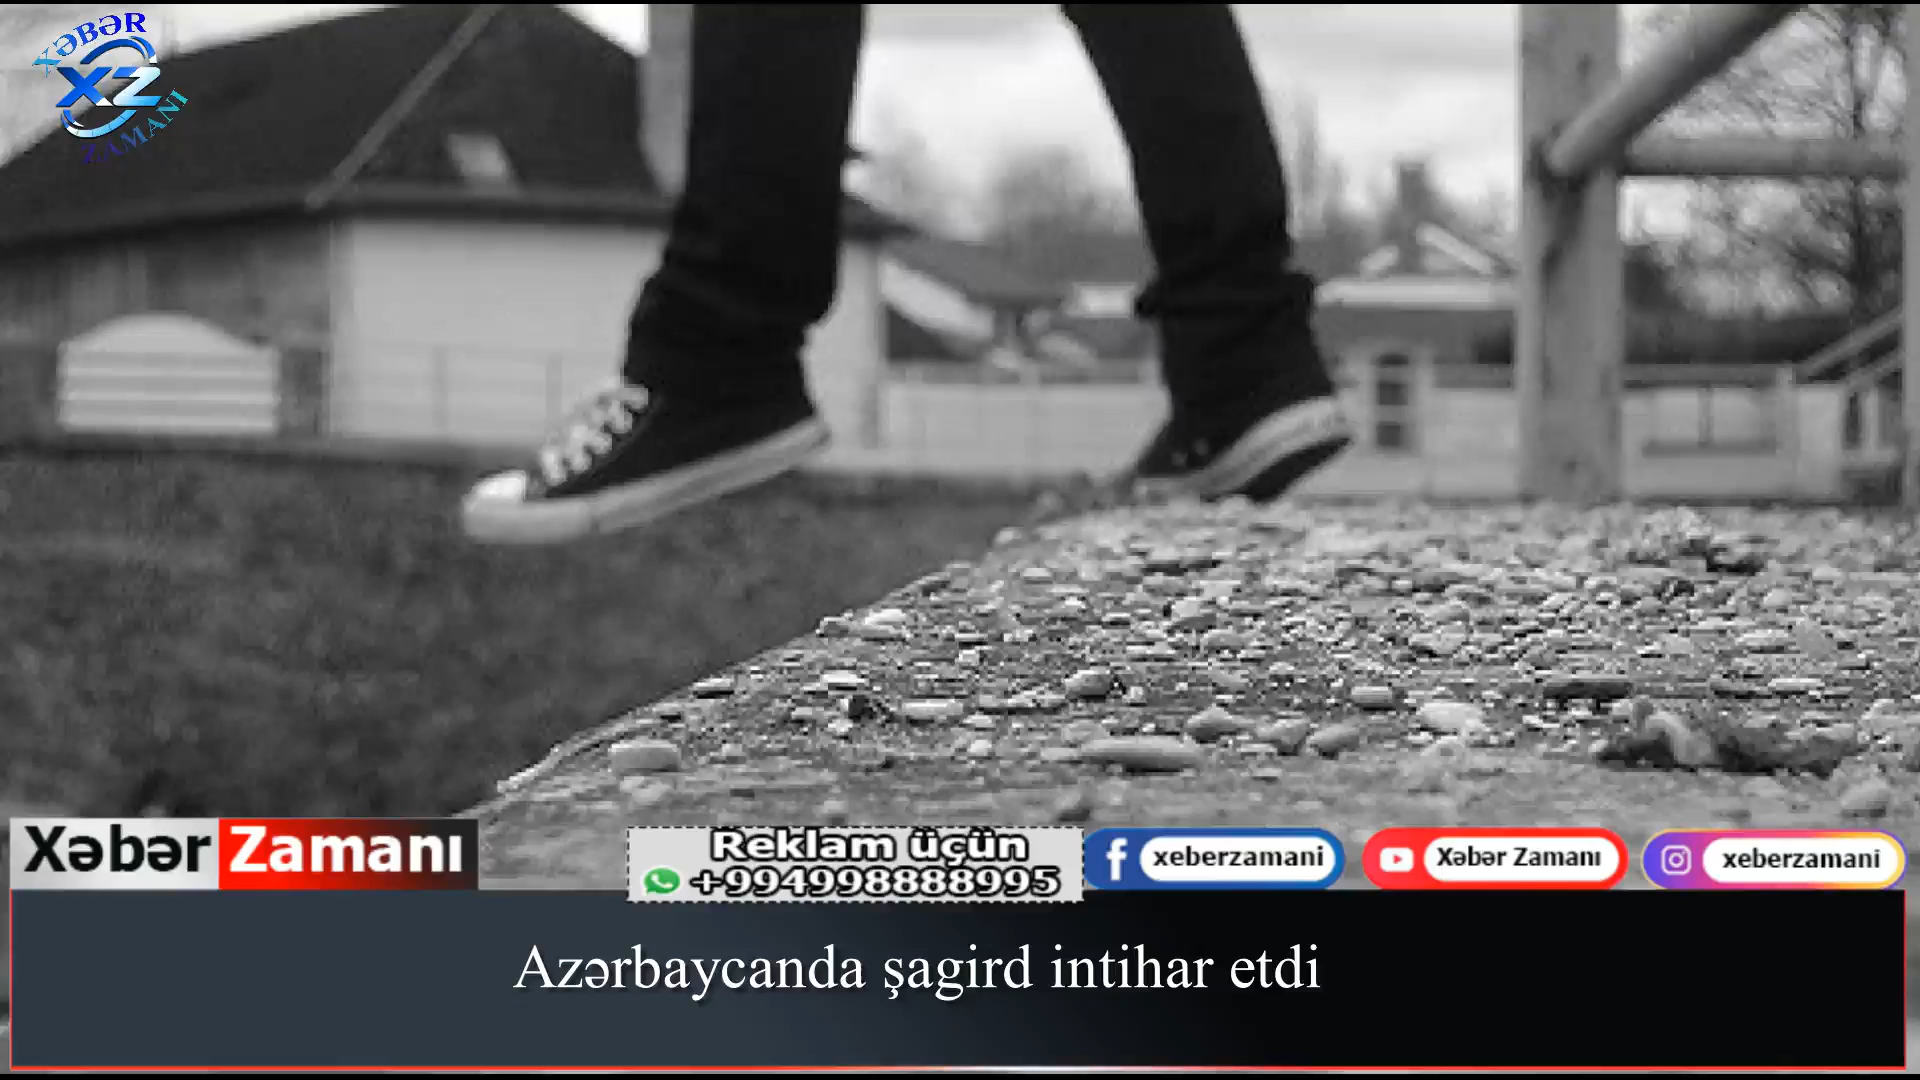 XƏBƏR
XZ
ZAMANI
Xəbər Zamanı
Reklam üçün
+994998888995
xeberzamani
Xəbər Zamanı
xeberzamani
Azərbaycanda şagird intihar etdi